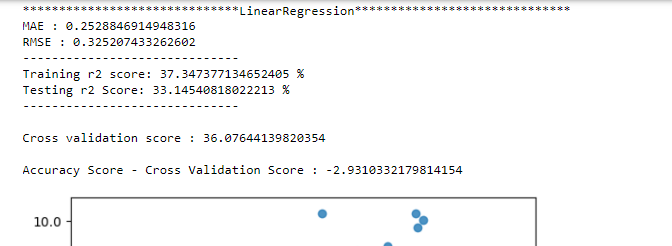 ******************************LinearRegression******************************
MAE : 0.2528846914948316
RMSE : 0.325207433262602
------------------------------
Training r2 score: 37.347377134652405 %
Testing r2 Score: 33.14540818022213 %
------------------------------
Cross validation score : 36.07644139820354
Accuracy Score - Cross Validation Score : -2.9310332179814154
10.0